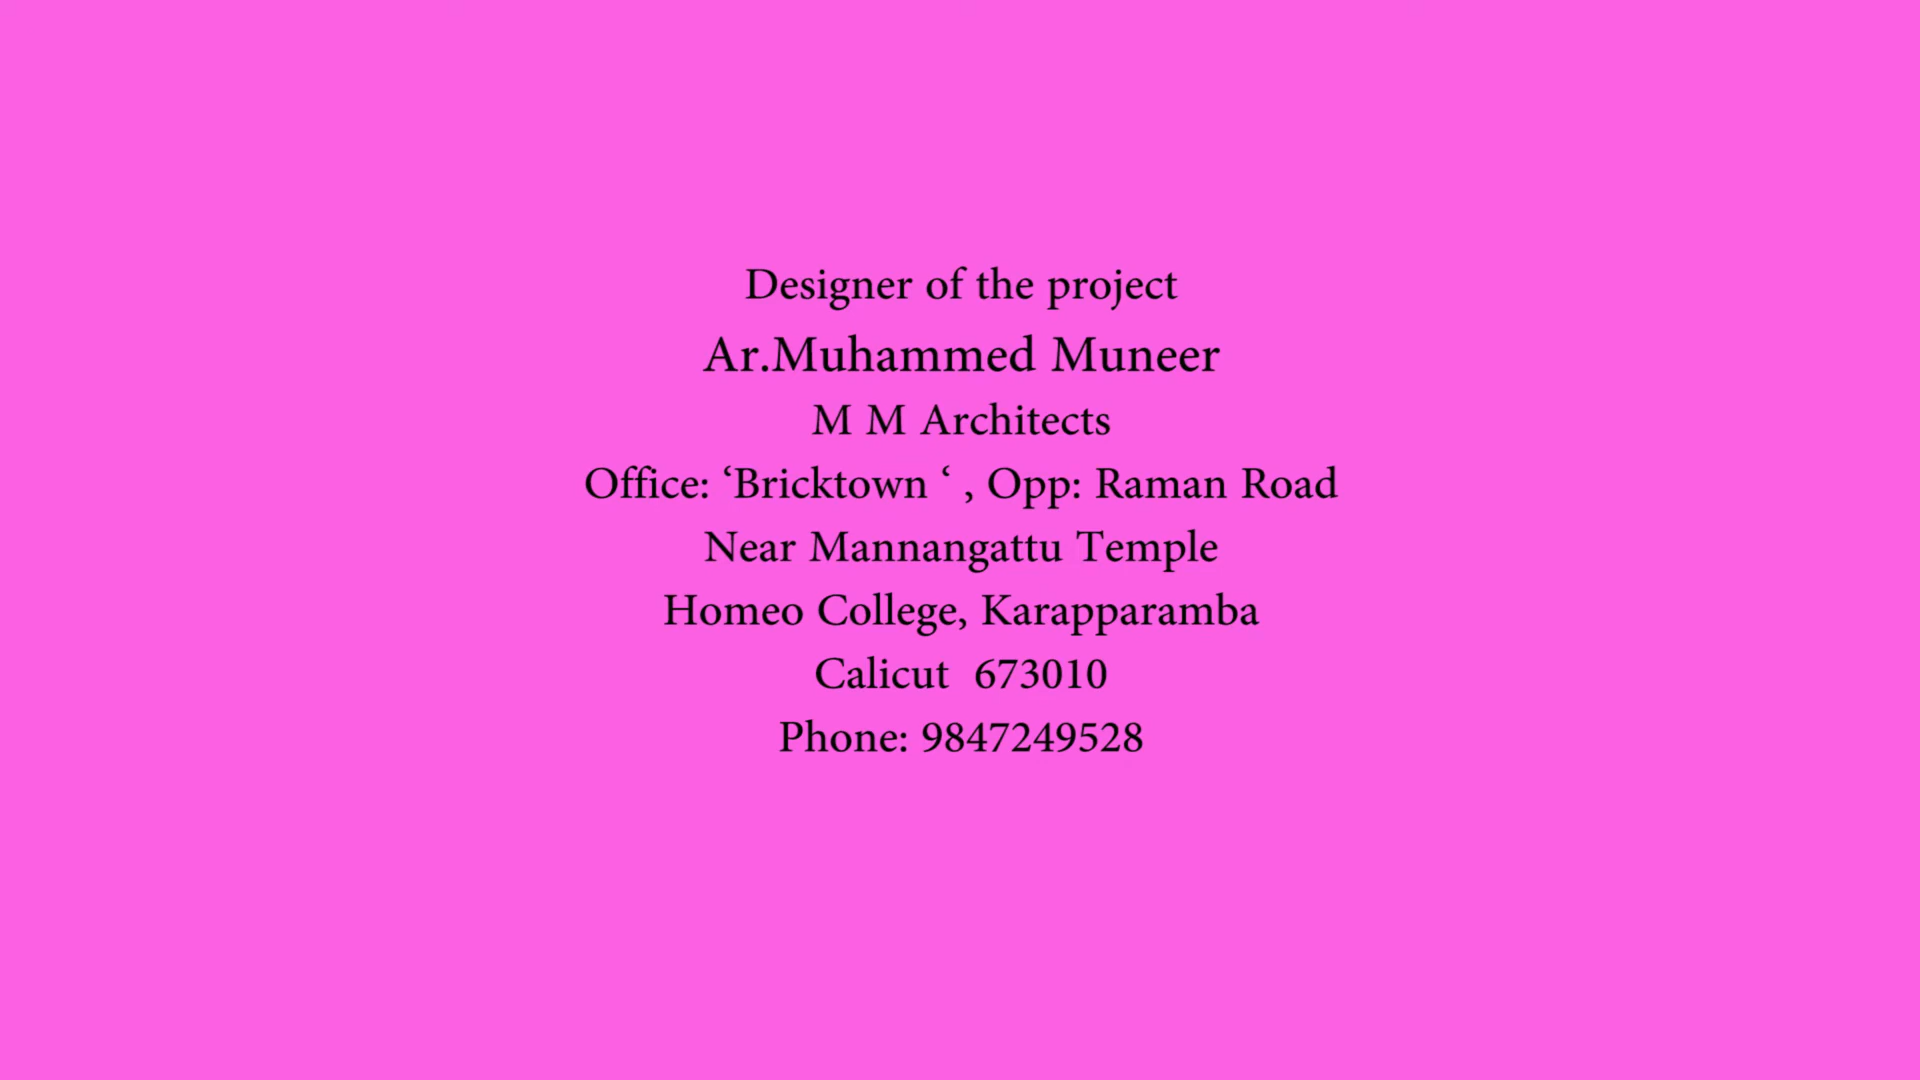 Designer of the project
Ar.Muhammed Muneer
M M Architects
Office: ‘Bricktown ‘ , Opp: Raman Road
Near Mannangattu Temple
Homeo College, Karapparamba
Calicut  673010
Phone: 9847249528